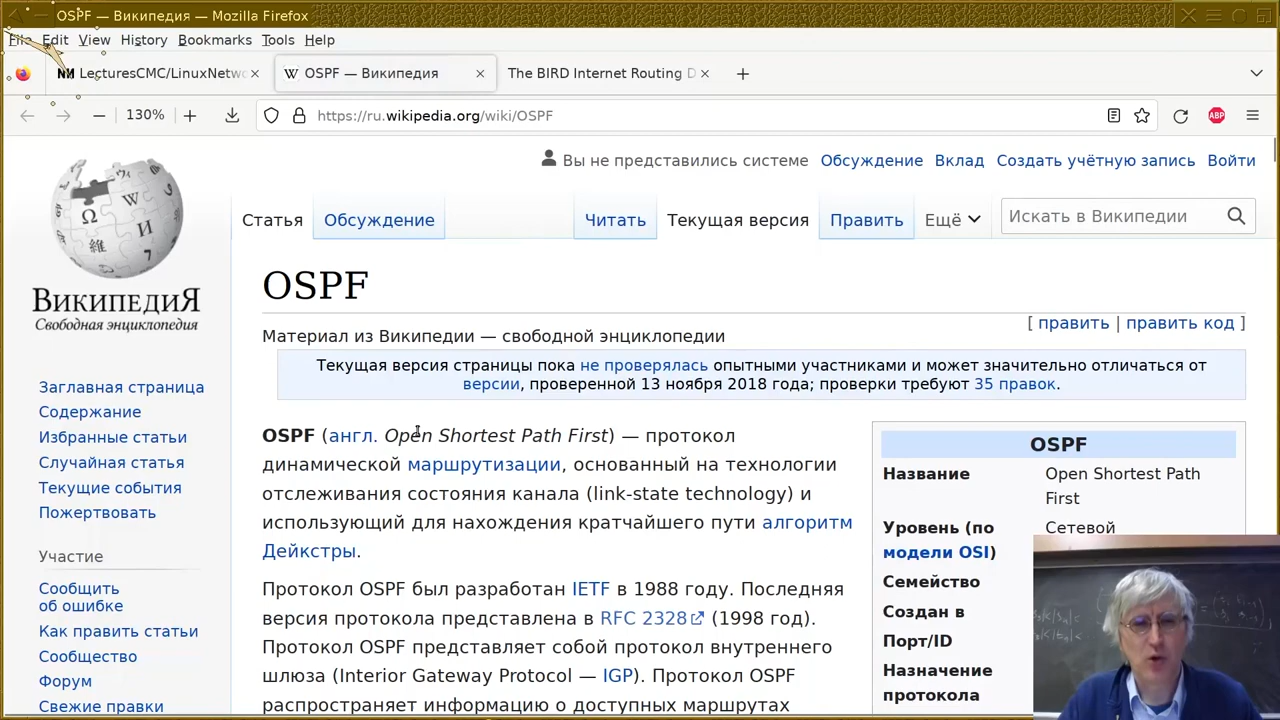 OSPF — Википедия — Mozilla Firefox
File Edit View History Bookmarks Tools Help
LecturesCMC/LinuxNetwo
OSPF — Википедия
The BIRD Internet Routing D
130%
https://ru.wikipedia.org/wiki/OSPF
ABP
Вы не представились системе Обсуждение Вклад Создать учётную запись Войти
Статья Обсуждение Читать Текущая версия Править Ещё Искать в Википедии
ВикипедиЯ
Свободная энциклопедия
OSPF
[ править | править код ]
Материал из Википедии — свободной энциклопедии
Текущая версия страницы пока не проверялась опытными участниками и может значительно отличаться от
версии, проверенной 13 ноября 2018 года; проверки требуют 35 правок.
Заглавная страница
Содержание
Избранные статьи
Случайная статья
Текущие события
Пожертвовать
Участие
Сообщить
об ошибке
Как править статьи
Сообщество
Форум
Свежие правки
OSPF (англ. Open Shortest Path First) — протокол
динамической маршрутизации, основанный на технологии
отслеживания состояния канала (link-state technology) и
использующий для нахождения кратчайшего пути алгоритм
Дейкстры.
Протокол OSPF был разработан IETF в 1988 году. Последняя
версия протокола представлена в RFC 2328 (1998 год).
Протокол OSPF представляет собой протокол внутреннего
шлюза (Interior Gateway Protocol — IGP). Протокол OSPF
распространяет информацию о доступных маршрутах
OSPF
Название Open Shortest Path
First
Уровень (по Сетевой
модели OSI)
Семейство
Создан в
Порт/ID
Назначение
протокола